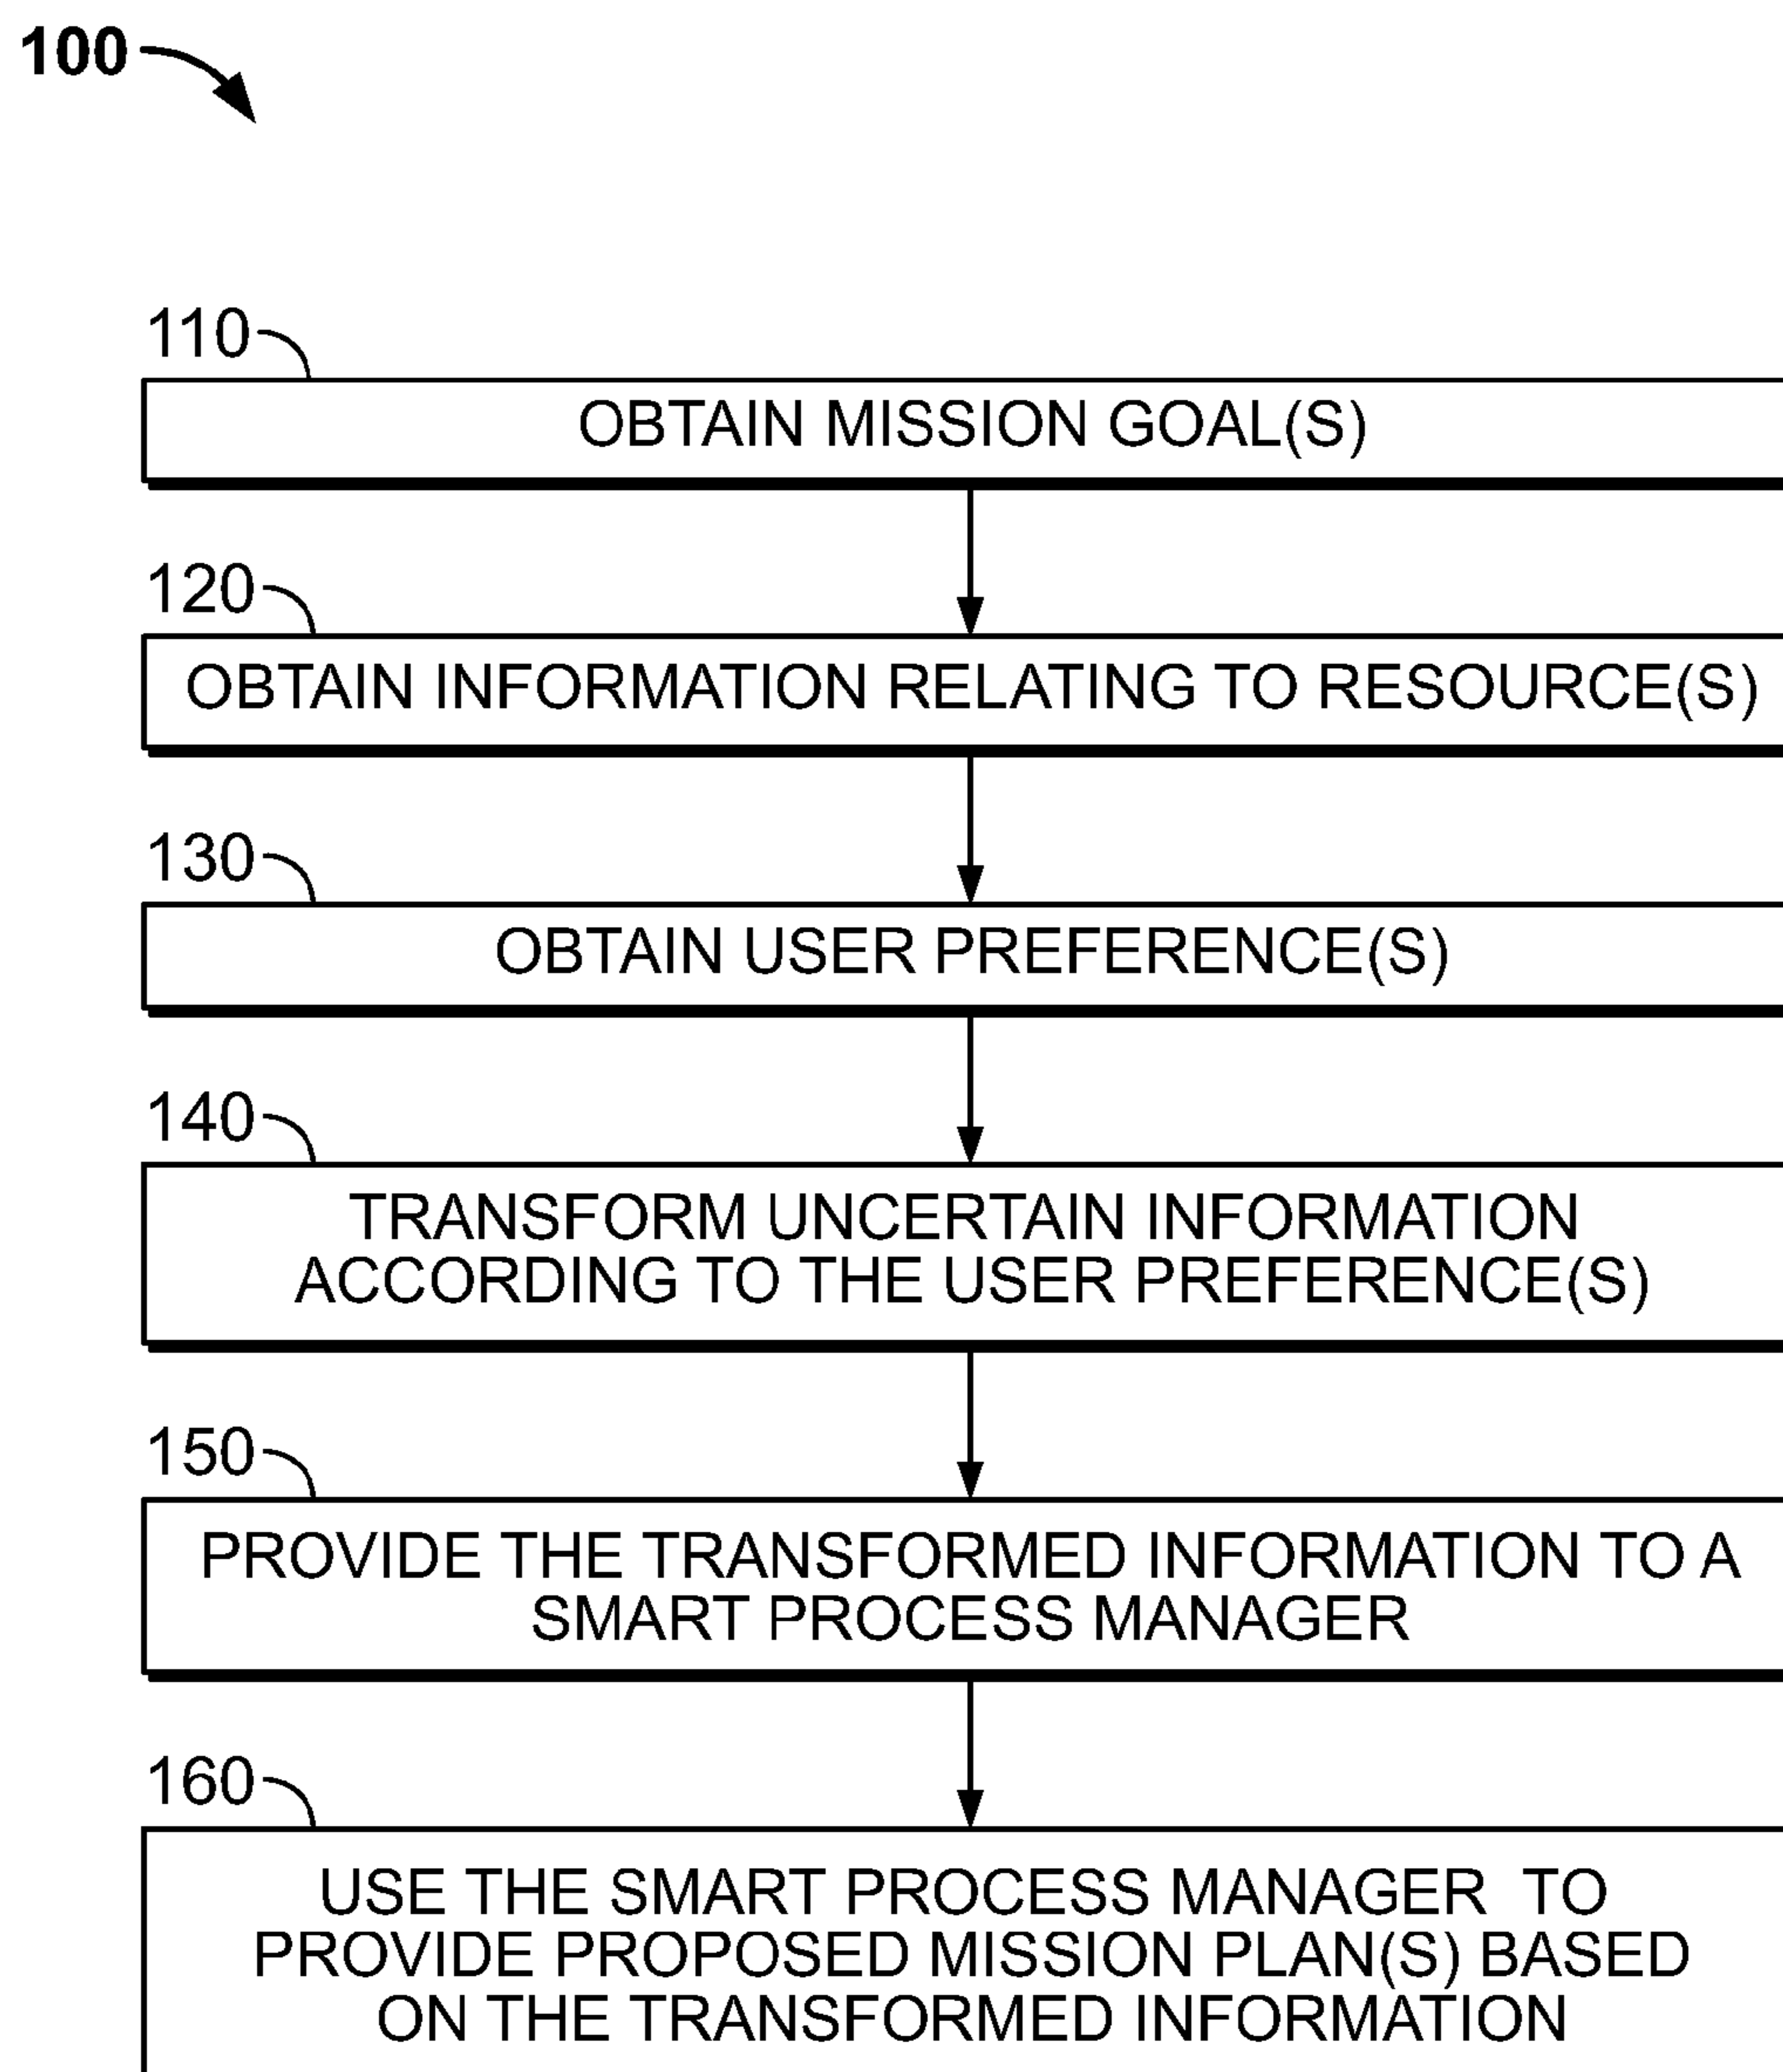 100
110
OBTAIN MISSION GOAL(S)
120
OBTAIN INFORMATION RELATING TO RESOURCE(S)
130
OBTAIN USER PREFERENCE(S)
140
TRANSFORM UNCERTAIN INFORMATION
ACCORDING TO THE USER PREFERENCE(S)
150
PROVIDE THE TRANSFORMED INFORMATION TO A
SMART PROCESS MANAGER
160
USE THE SMART PROCESS MANAGER TO
PROVIDE PROPOSED MISSION PLAN(S) BASED
ON THE TRANSFORMED INFORMATION